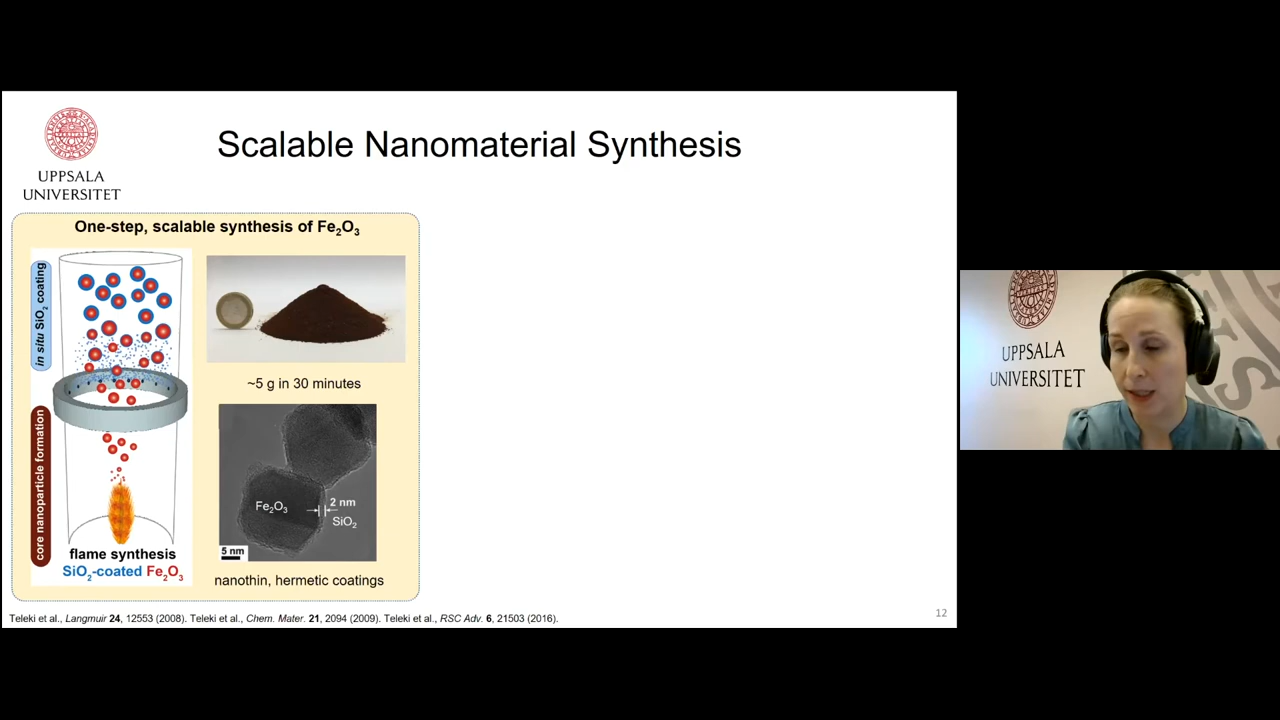 Scalable Nanomaterial Synthesis
UPPSALA
UNIVERSITET
One-step, scalable synthesis of Fe₂O₃
in situ SiO₂ coating
core nanoparticle formation
~5 g in 30 minutes
Fe₂O₃
2 nm
SiO₂
5 nm
flame synthesis
SiO₂-coated Fe₂O₃
nanothin, hermetic coatings
Teleki et al., Langmuir 24, 12553 (2008). Teleki et al., Chem. Mater. 21, 2094 (2009). Teleki et al., RSC Adv. 6, 21503 (2016).
12
UPPSALA
UNIVERSITET